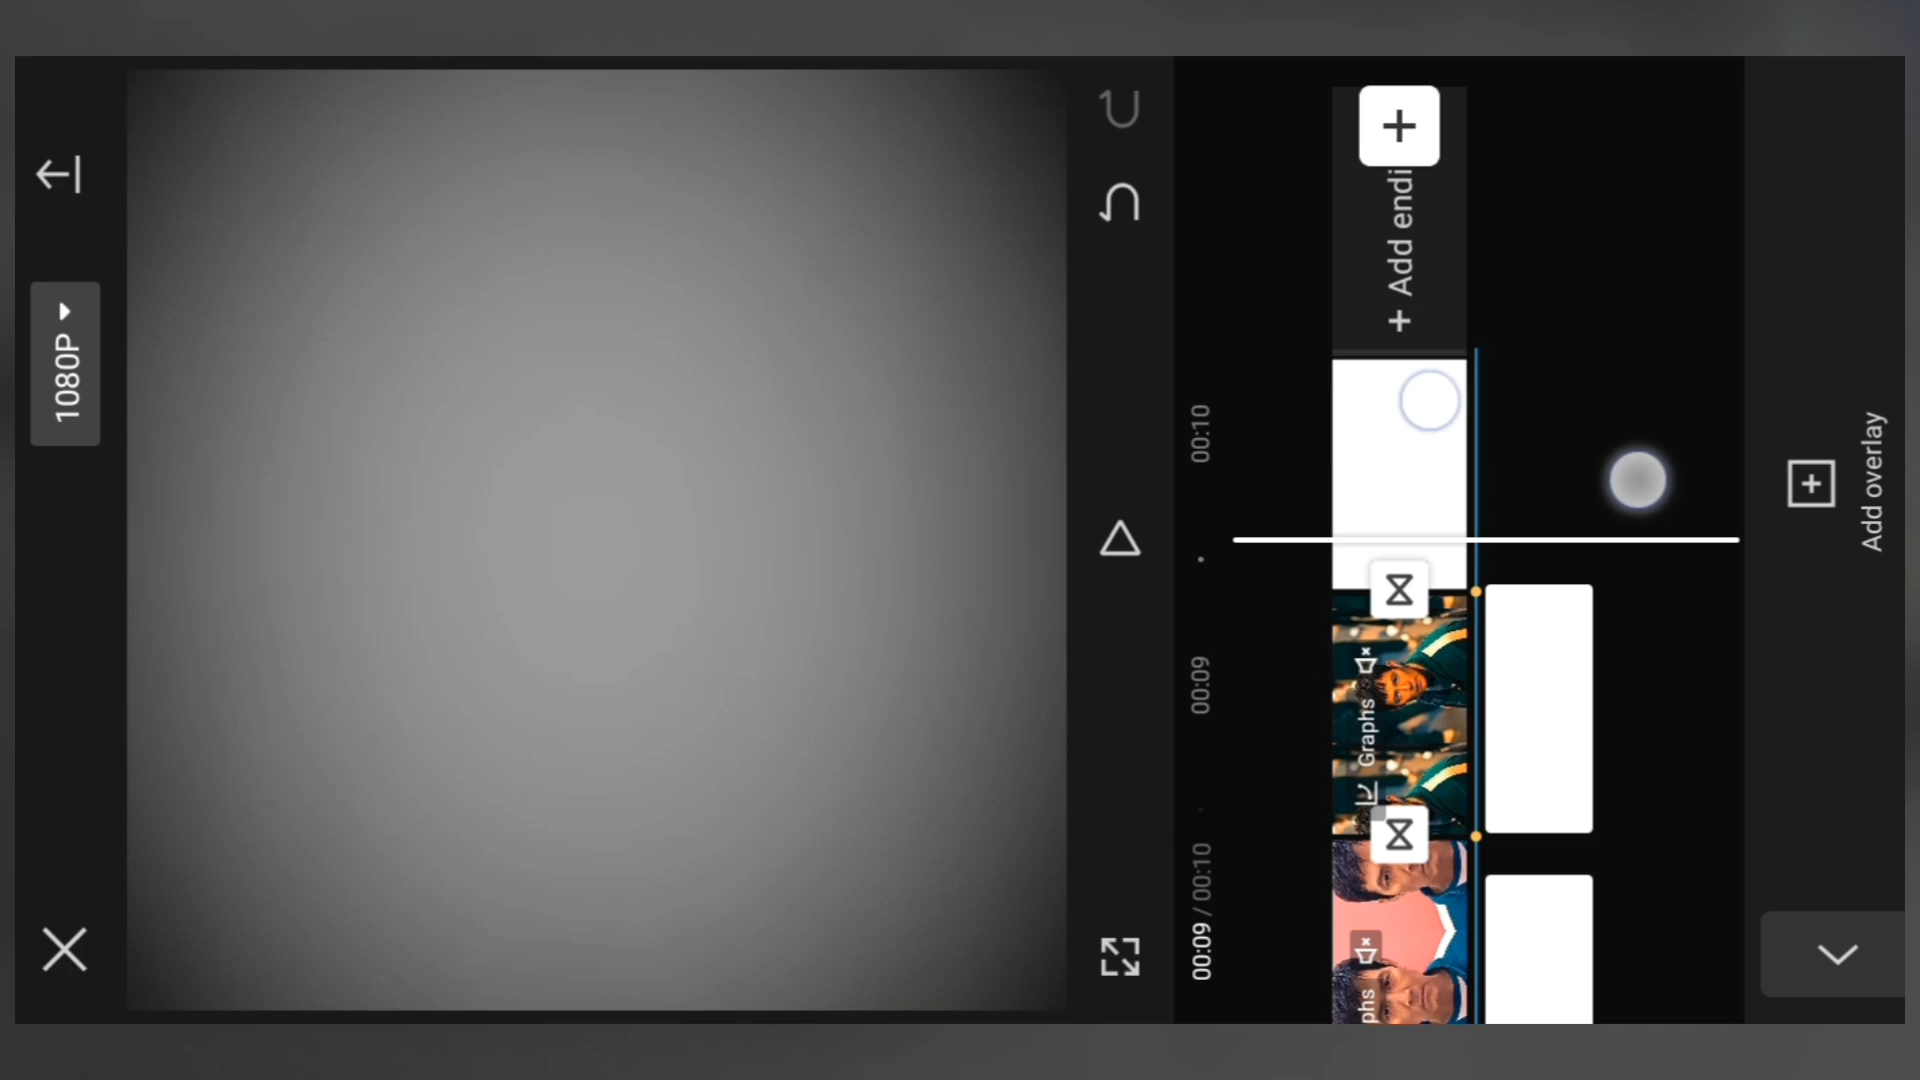 1080P
00:09 / 00:10
00:09
00:10
phs
Graphs
+ Add endi
Add overlay